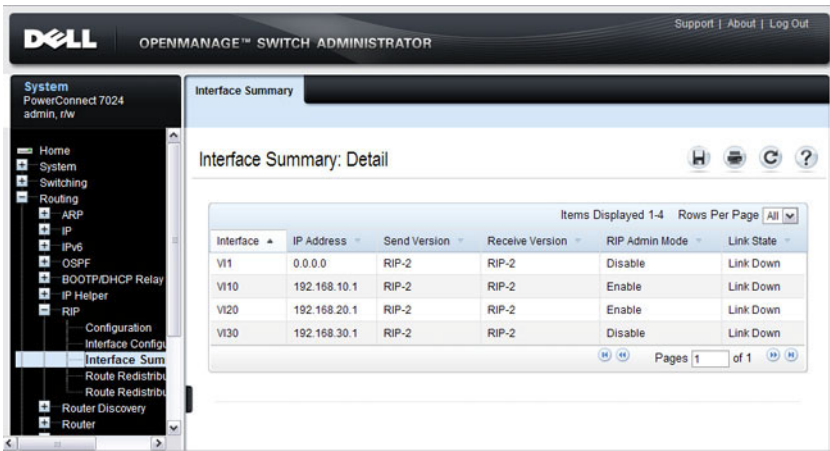 DELL
OPENMANAGE™ SWITCH ADMINISTRATOR
Support | About | Log Out
System
PowerConnect 7024
admin, r/w
Home
System
Switching
Routing
ARP
IP
IPv6
OSPF
BOOTP/DHCP Relay
IP Helper
RIP
Configuration
Interface Configu
Interface Sum
Route Redistribu
Route Redistribu
Router Discovery
Router
Interface Summary
Interface Summary: Detail
Items Displayed 1-4 Rows Per Page All
Interface IP Address Send Version Receive Version RIP Admin Mode Link State
Vl1 0.0.0.0 RIP-2 RIP-2 Disable Link Down
Vl10 192.168.10.1 RIP-2 RIP-2 Enable Link Down
Vl20 192.168.20.1 RIP-2 RIP-2 Enable Link Down
Vl30 192.168.30.1 RIP-2 RIP-2 Disable Link Down
Pages 1 of 1